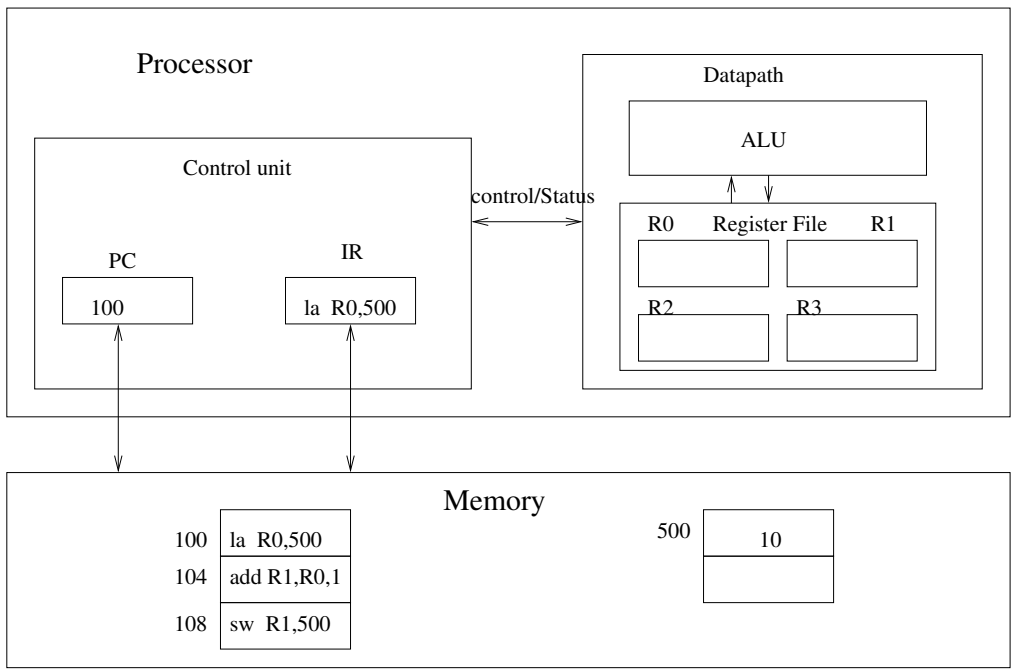 Processor
Datapath
ALU
Control unit
control/Status
R0 Register File R1
PC
IR
100
la R0,500
R2 R3
Memory
100 la R0,500
104 add R1,R0,1
108 sw R1,500
500 10